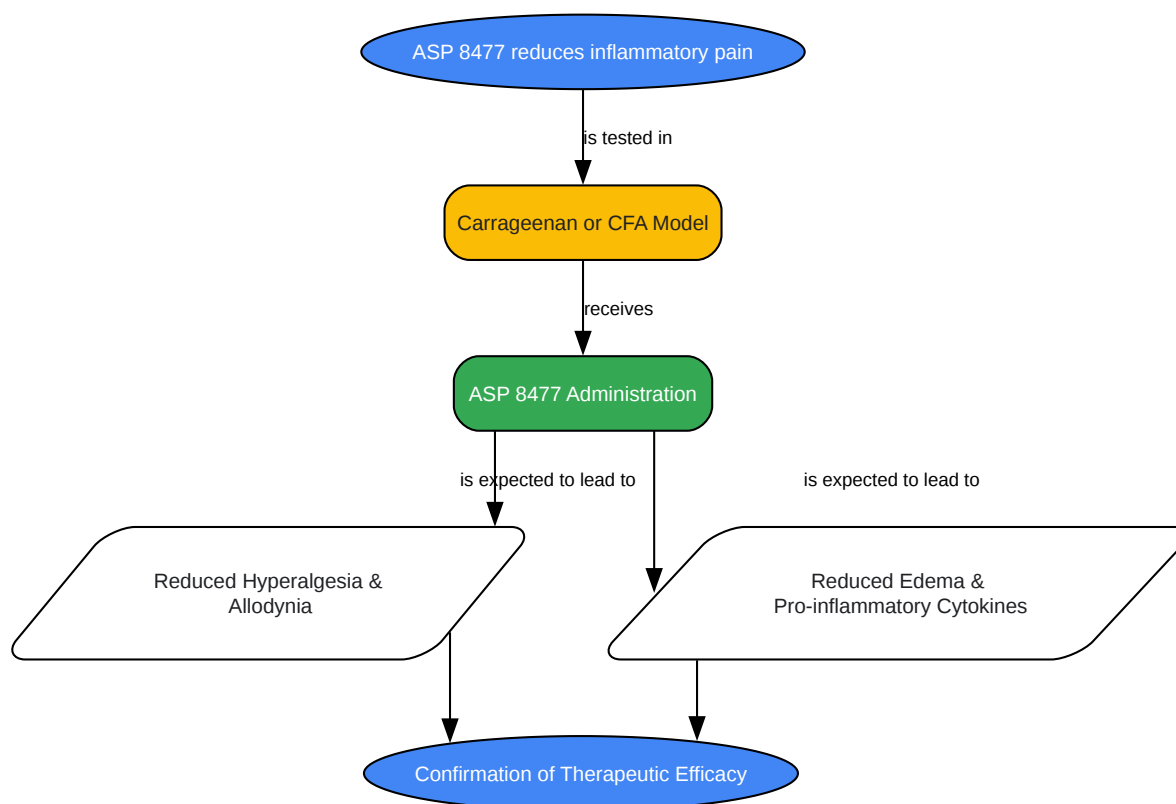 ASP 8477 reduces inflammatory pain
is tested in
Carrageenan or CFA Model
receives
ASP 8477 Administration
is expected to lead to
is expected to lead to
Reduced Hyperalgesia &
Allodynia
Reduced Edema &
Pro-inflammatory Cytokines
Confirmation of Therapeutic Efficacy